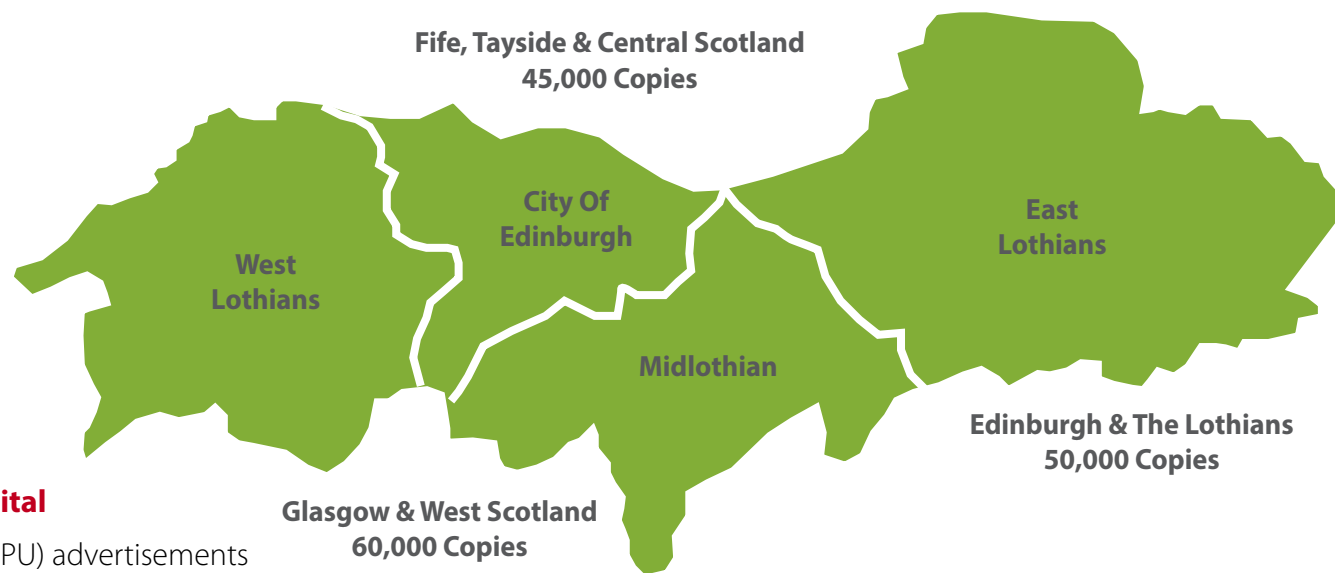 Fife, Tayside & Central Scotland
45,000 Copies
City Of
Edinburgh
East
Lothians
West
Lothians
Midlothian
Edinburgh & The Lothians
50,000 Copies
ital
Glasgow & West Scotland
60,000 Copies
PU) advertisements